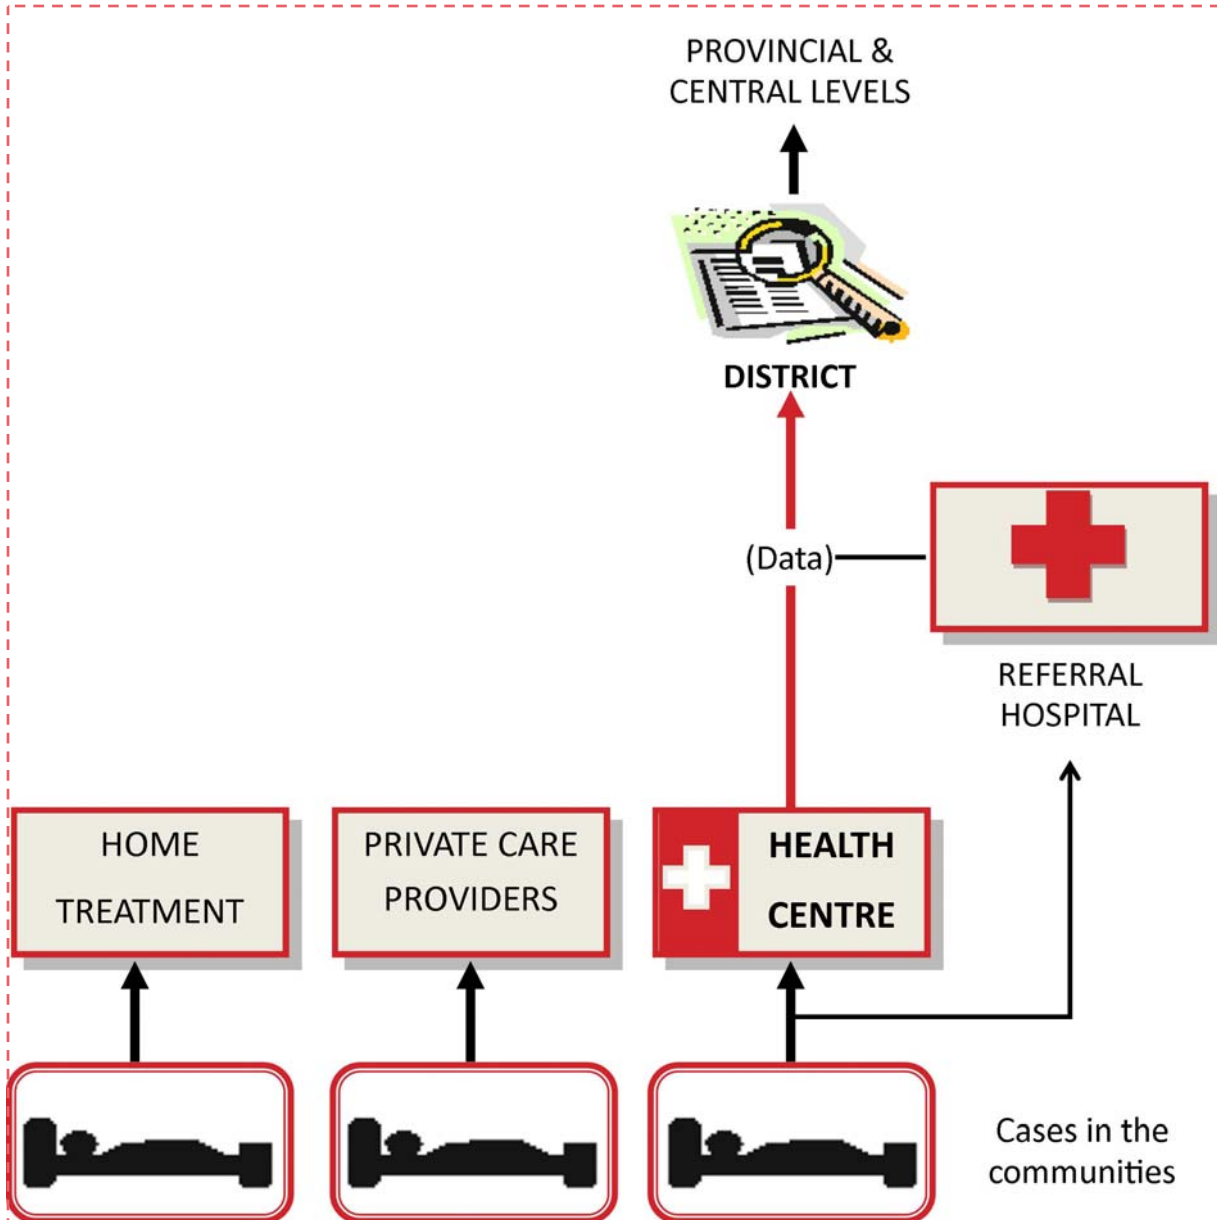 PROVINCIAL &
CENTRAL LEVELS
DISTRICT
(Data)
REFERRAL
HOSPITAL
HOME
TREATMENT
PRIVATE CARE
PROVIDERS
HEALTH
CENTRE
Cases in the
communities